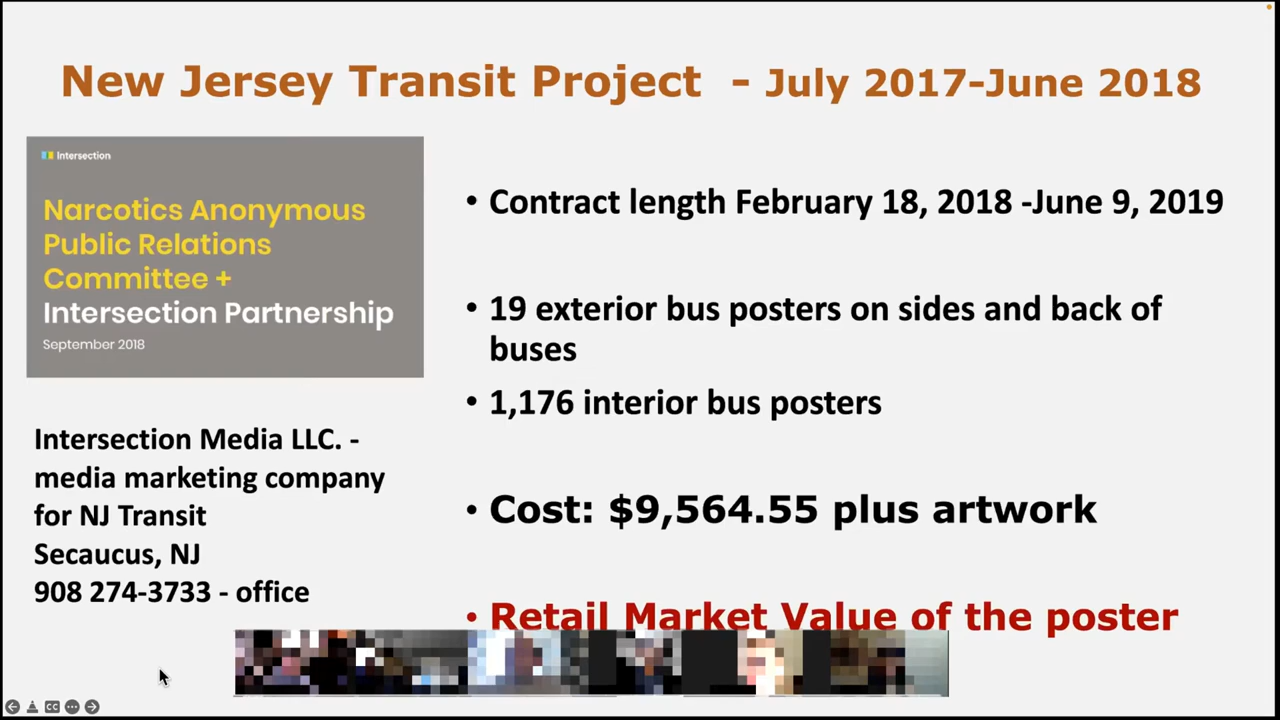 New Jersey Transit Project - July 2017-June 2018
Intersection
Narcotics Anonymous
Public Relations
Committee +
Intersection Partnership
September 2018
Intersection Media LLC. -
media marketing company
for NJ Transit
Secaucus, NJ
908 274-3733 - office
• Contract length February 18, 2018 -June 9, 2019
• 19 exterior bus posters on sides and back of
buses
• 1,176 interior bus posters
• Cost: $9,564.55 plus artwork
• Retail Market Value of the poster
CC